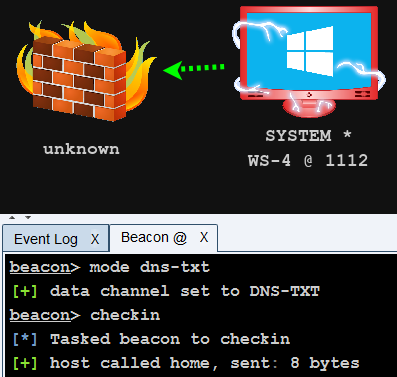 unknown
SYSTEM *
WS-4 @ 1112
Event Log X
Beacon @ X
beacon> mode dns-txt
[+] data channel set to DNS-TXT
beacon> checkin
[*] Tasked beacon to checkin
[+] host called home, sent: 8 bytes